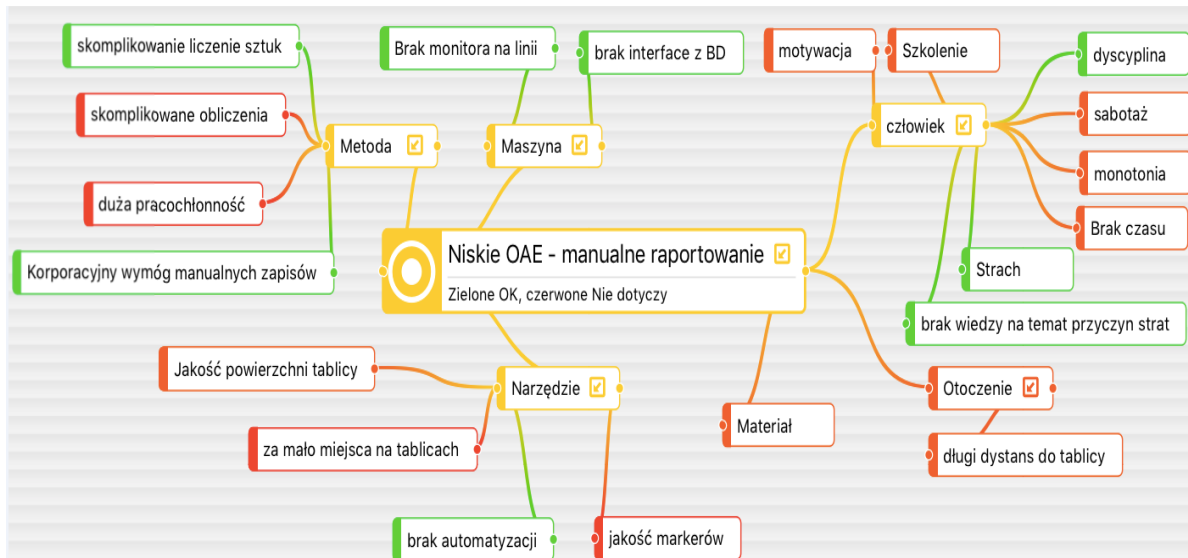 skomplikowanie liczenie sztuk
Brak monitora na linii
brak interface z BD
motywacja
Szkolenie
dyscyplina
skomplikowane obliczenia
Metoda
Maszyna
człowiek
sabotaż
monotonia
duża pracochłonność
Brak czasu
Korporacyjny wymóg manualnych zapisów
Niskie OAE - manualne raportowanie
Zielone OK, czerwone Nie dotyczy
Strach
brak wiedzy na temat przyczyn strat
Jakość powierzchni tablicy
Narzędzie
Otoczenie
Materiał
za mało miejsca na tablicach
długi dystans do tablicy
brak automatyzacji
jakość markerów